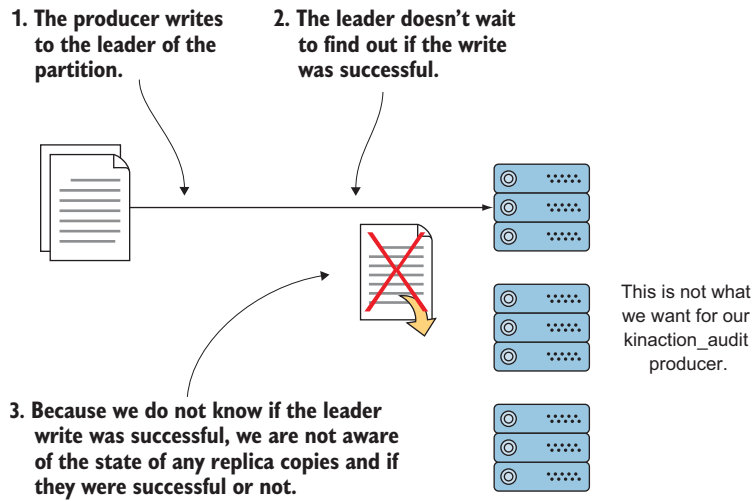 1. The producer writes
to the leader of the
partition.
2. The leader doesn’t wait
to find out if the write
was successful.
This is not what
we want for our
kinaction_audit
producer.
3. Because we do not know if the leader
write was successful, we are not aware
of the state of any replica copies and if
they were successful or not.